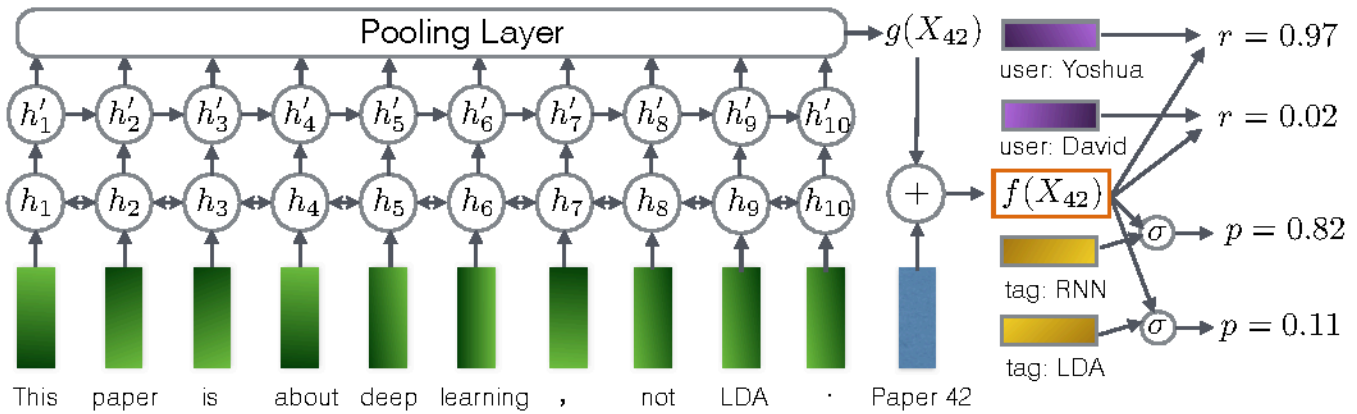 Pooling Layer
g(X₄₂)
r = 0.97
user: Yoshua
h′₁ h′₂ h′₃ h′₄ h′₅ h′₆ h′₇ h′₈ h′₉ h′₁₀
r = 0.02
user: David
h₁ h₂ h₃ h₄ h₅ h₆ h₇ h₈ h₉ h₁₀
+
f(X₄₂)
σ
p = 0.82
tag: RNN
σ
p = 0.11
tag: LDA
This paper is about deep learning , not LDA .
Paper 42